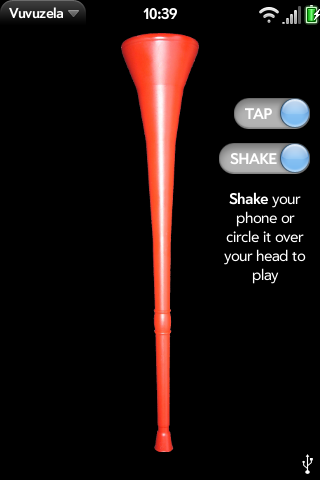 Vuvuzela
10:39
TAP
SHAKE
Shake your
phone or
circle it over
your head to
play